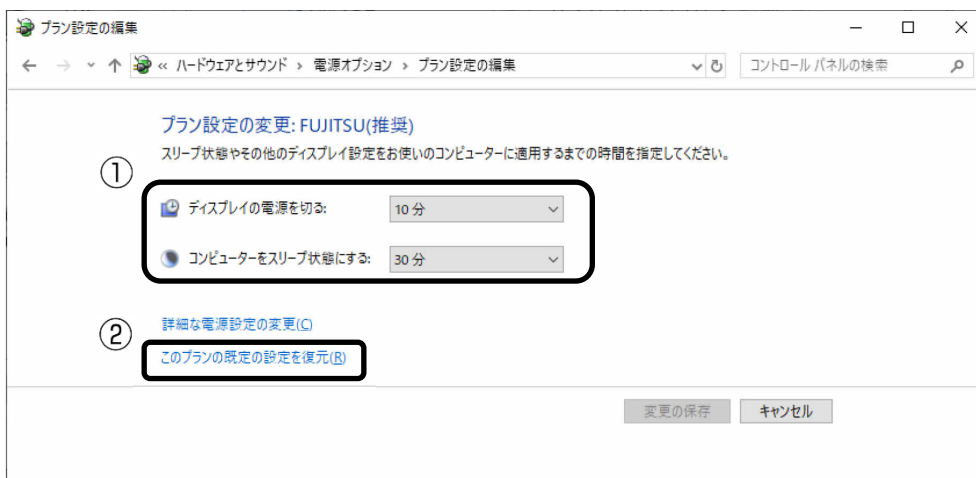 プラン設定の編集
« ハードウェアとサウンド › 電源オプション › プラン設定の編集
コントロール パネルの検索
プラン設定の変更: FUJITSU(推奨)
スリープ状態やその他のディスプレイ設定をお使いのコンピューターに適用するまでの時間を指定してください。
①
ディスプレイの電源を切る: 10 分
コンピューターをスリープ状態にする: 30 分
②
詳細な電源設定の変更(C)
このプランの既定の設定を復元(R)
変更の保存 キャンセル